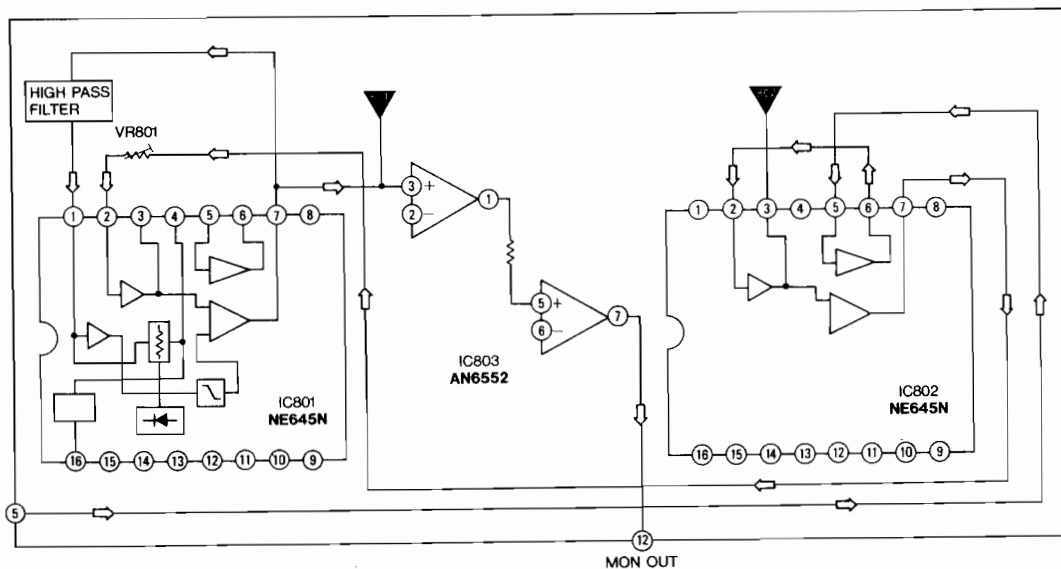 HIGH PASS
FILTER
VR801
1 2 3 4 5 6 7 8
3 +
2 −
1
5 +
6 −
7
IC803
AN6552
1 2 3 4 5 6 7 8
IC801
NE645N
16 15 14 13 12 11 10 9
IC802
NE645N
16 15 14 13 12 11 10 9
5
12
MON OUT